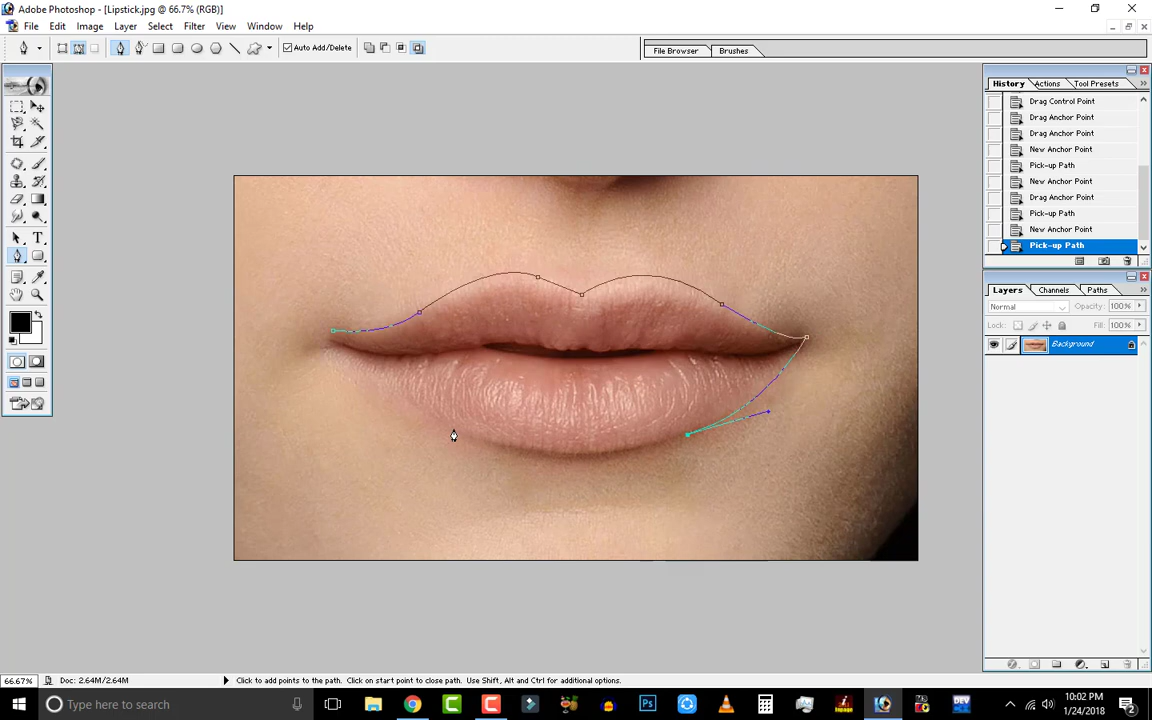 Adobe Photoshop - [Lipstick.jpg @ 66.7% (RGB)]
File Edit Image Layer Select Filter View Window Help
Auto Add/Delete
File Browser Brushes
History Actions Tool Presets
Drag Control Point
Drag Anchor Point
Drag Anchor Point
New Anchor Point
Pick-up Path
New Anchor Point
Drag Anchor Point
Pick-up Path
New Anchor Point
Pick-up Path
Layers Channels Paths
Normal Opacity: 100%
Lock: Fill: 100%
Background
66.67% Doc: 2.64M/2.64M Click to add points to the path. Click on start point to close path. Use Shift, Alt and Ctrl for additional options.
Type here to search
10:02 PM
1/24/2018